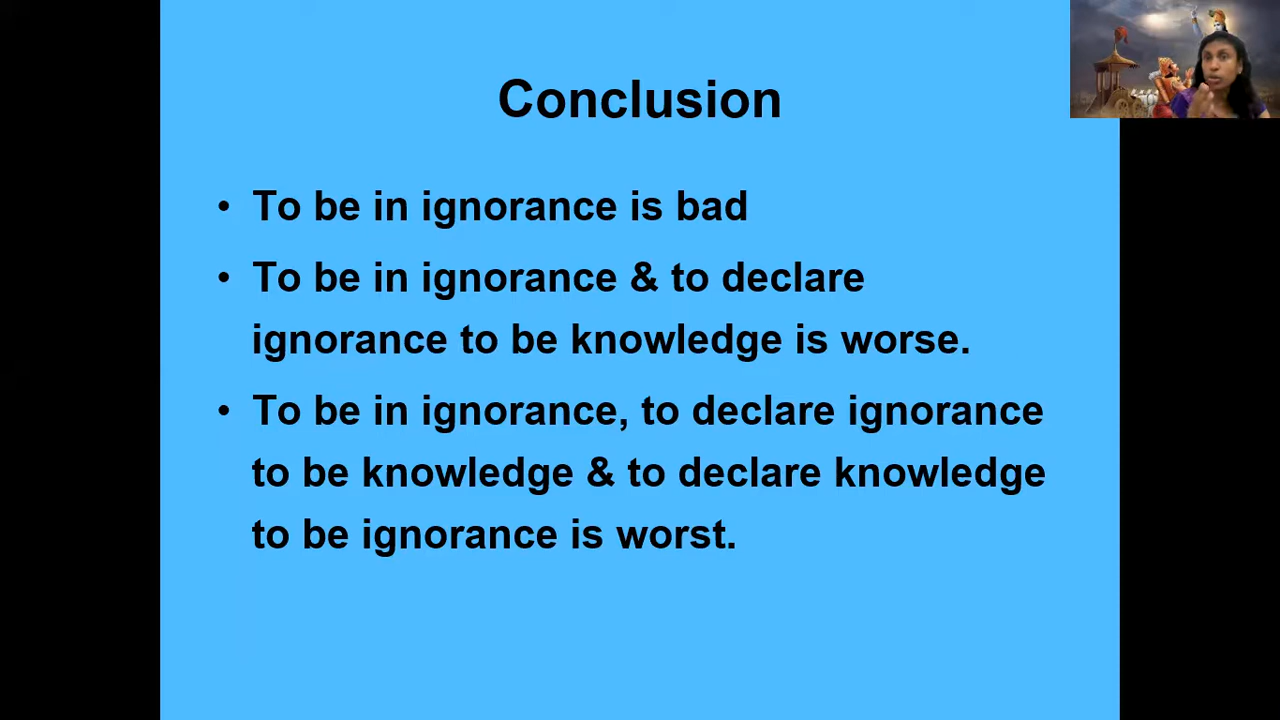 Conclusion
• To be in ignorance is bad
• To be in ignorance & to declare
ignorance to be knowledge is worse.
• To be in ignorance, to declare ignorance
to be knowledge & to declare knowledge
to be ignorance is worst.